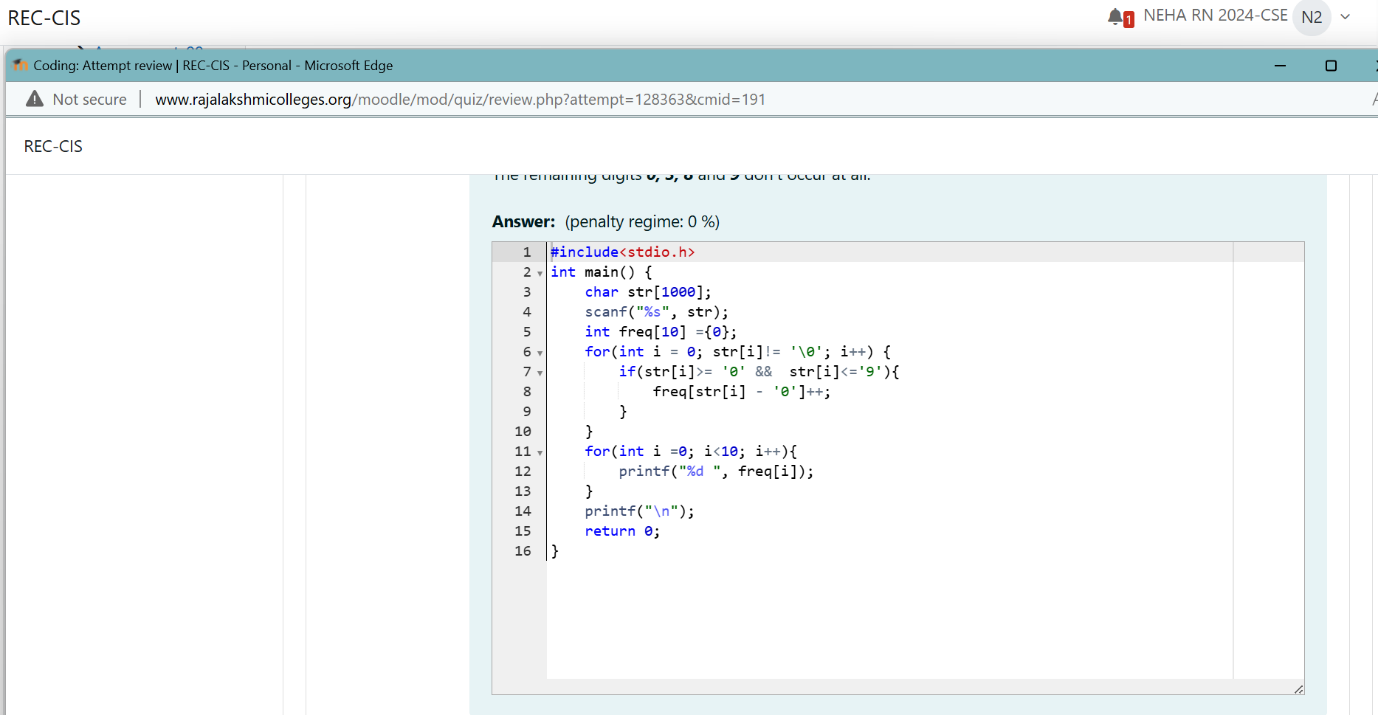 REC-CIS
1 NEHA RN 2024-CSE N2
Coding: Attempt review | REC-CIS - Personal - Microsoft Edge
Not secure www.rajalakshmicolleges.org/moodle/mod/quiz/review.php?attempt=128363&cmid=191
REC-CIS
The remaining digits 0, 5, 8 and 9 don't occur at all.
Answer: (penalty regime: 0 %)
1 #include<stdio.h>
2 int main() {
3     char str[1000];
4     scanf("%s", str);
5     int freq[10] ={0};
6     for(int i = 0; str[i]!= '\0'; i++) {
7         if(str[i]>= '0' &&  str[i]<='9'){
8             freq[str[i] - '0']++;
9         }
10     }
11     for(int i =0; i<10; i++){
12         printf("%d ", freq[i]);
13     }
14     printf("\n");
15     return 0;
16 }